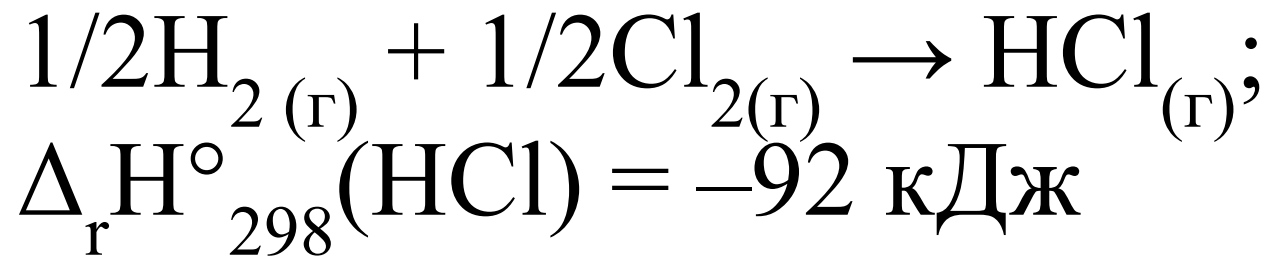 1/2H₂ (г) + 1/2Cl₂(г) → HCl(г);
ΔrH°₂₉₈(HCl) = –92 кДж